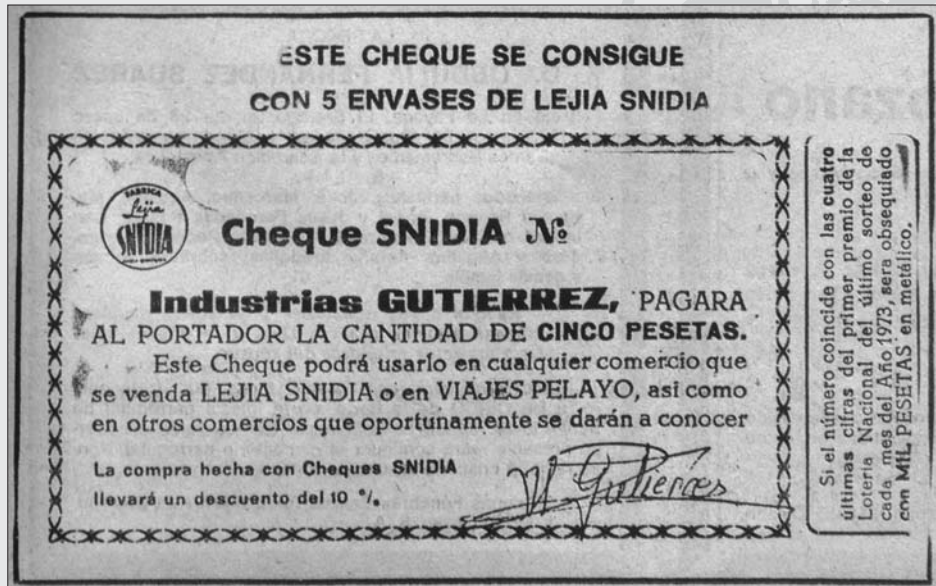 ESTE CHEQUE SE CONSIGUE
CON 5 ENVASES DE LEJIA SNIDIA
FABRICA
Lejia
SNIDIA
Cheque SNIDIA Nº
Industrias GUTIERREZ, PAGARA
AL PORTADOR LA CANTIDAD DE CINCO PESETAS.
Este Cheque podrá usarlo en cualquier comercio que
se venda LEJIA SNIDIA o en VIAJES PELAYO, asi como
en otros comercios que oportunamente se darán a conocer
La compra hecha con Cheques SNIDIA
llevará un descuento del 10 %.
M Gutierres
Si el número coincide con las cuatro
últimas cifras del primer premio de la
Lotería Nacional del último sorteo de
cada mes del Año 1973, sera obsequiado
con MIL PESETAS en metálico.